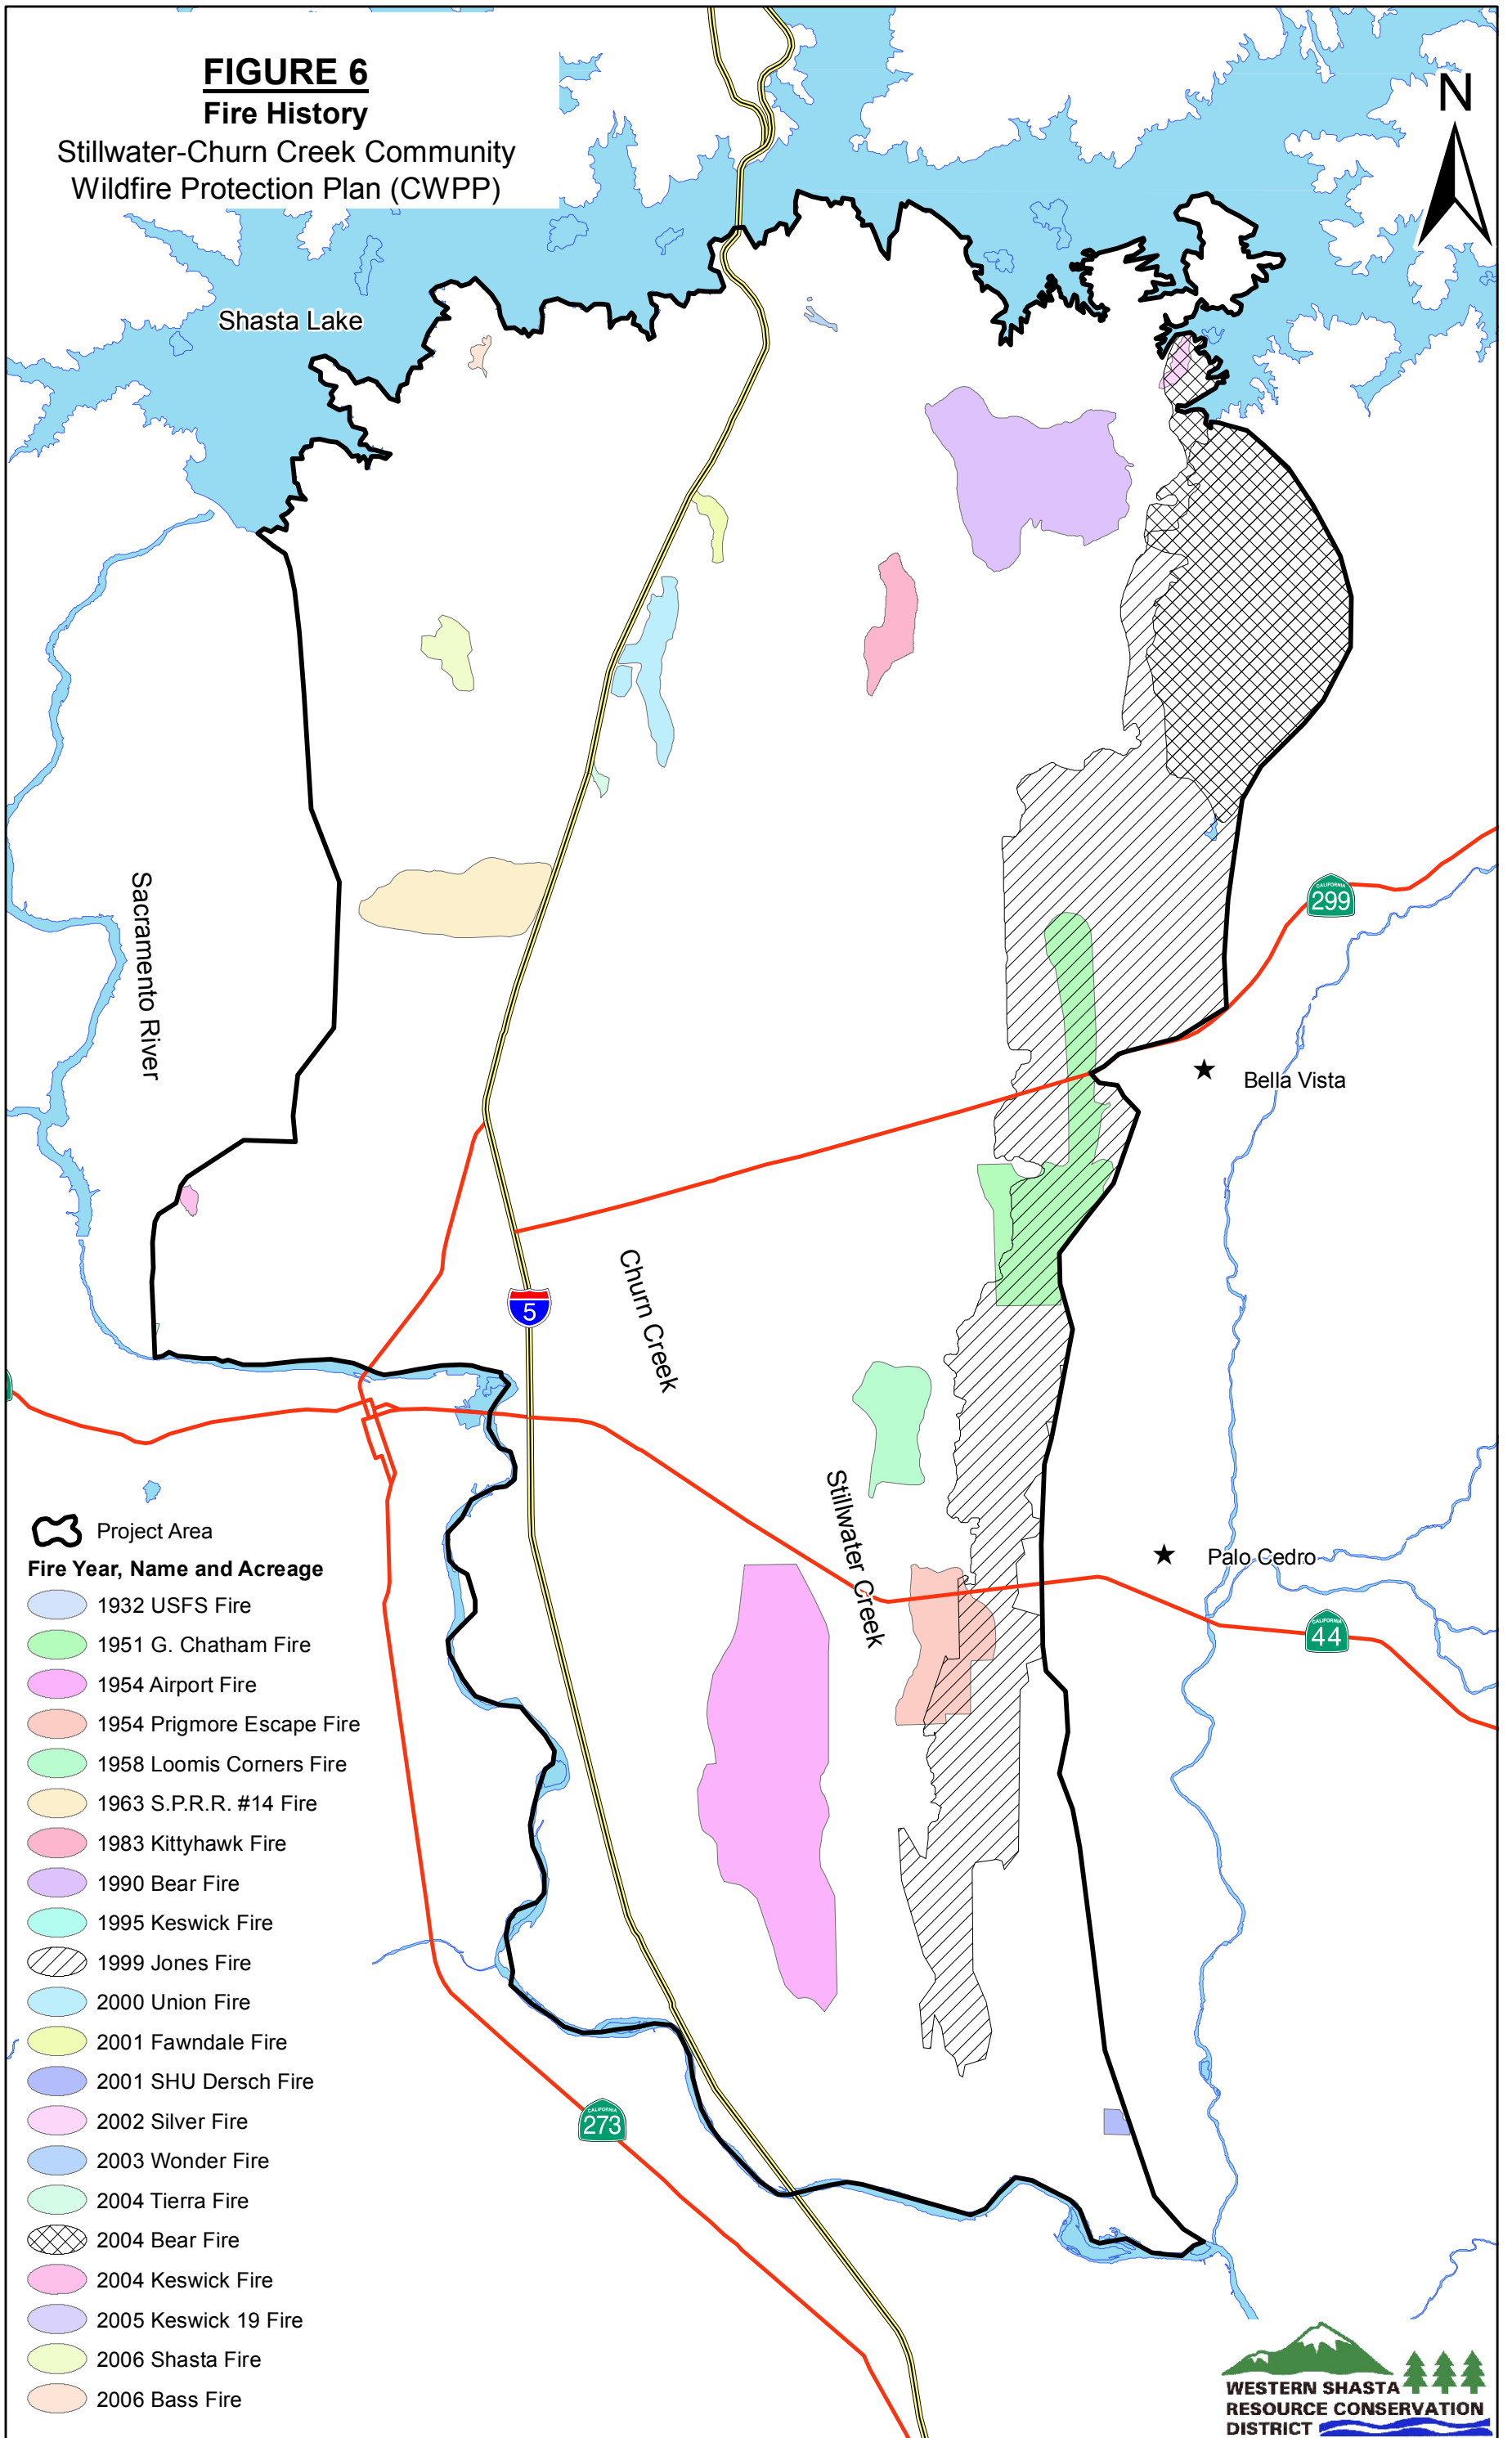 FIGURE 6
Fire History
Stillwater-Churn Creek Community
Wildfire Protection Plan (CWPP)
N
Shasta Lake
Sacramento River
CALIFORNIA
299
Bella Vista
Churn Creek
5
Stillwater Creek
Palo Cedro
CALIFORNIA
44
CALIFORNIA
273
Project Area
Fire Year, Name and Acreage
1932 USFS Fire
1951 G. Chatham Fire
1954 Airport Fire
1954 Prigmore Escape Fire
1958 Loomis Corners Fire
1963 S.P.R.R. #14 Fire
1983 Kittyhawk Fire
1990 Bear Fire
1995 Keswick Fire
1999 Jones Fire
2000 Union Fire
2001 Fawndale Fire
2001 SHU Dersch Fire
2002 Silver Fire
2003 Wonder Fire
2004 Tierra Fire
2004 Bear Fire
2004 Keswick Fire
2005 Keswick 19 Fire
2006 Shasta Fire
2006 Bass Fire
WESTERN SHASTA
RESOURCE CONSERVATION
DISTRICT